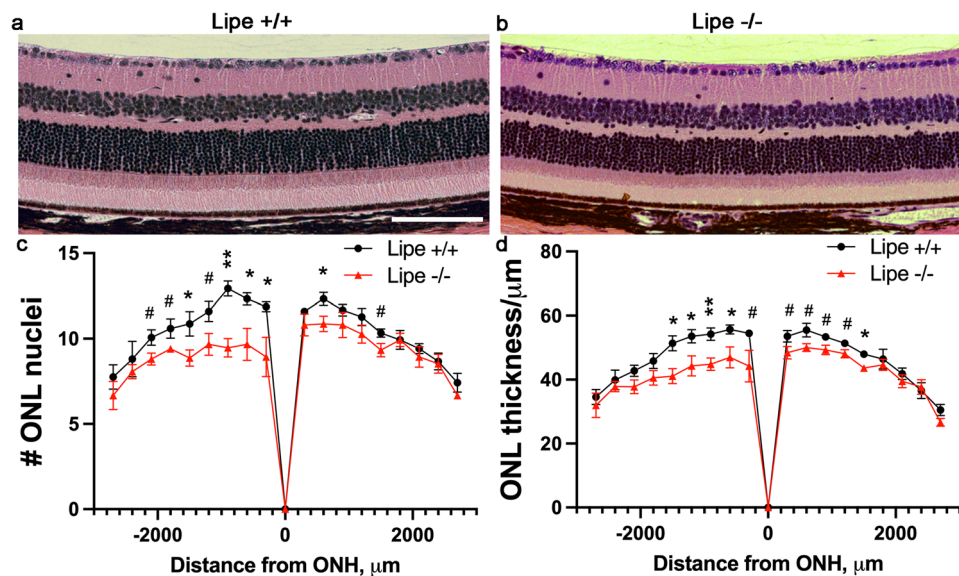 a Lipe +/+ b Lipe -/-
c d
15
10
5
0
# ONL nuclei
Lipe +/+
Lipe -/-
# # * # ** * * * #
-2000 0 2000
Distance from ONH, μm
80
60
40
20
0
ONL thickness/μm
Lipe +/+
Lipe -/-
* * ** * # # # # # *
-2000 0 2000
Distance from ONH, μm